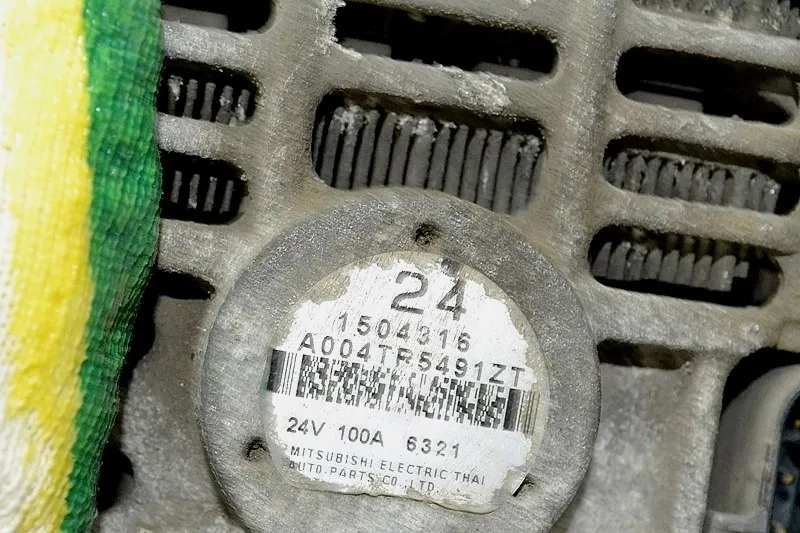 24
1504316
A004TR5491ZT
24V 100A 6321
MITSUBISHI ELECTRIC THAI
AUTO-PARTS CO.,LTD.